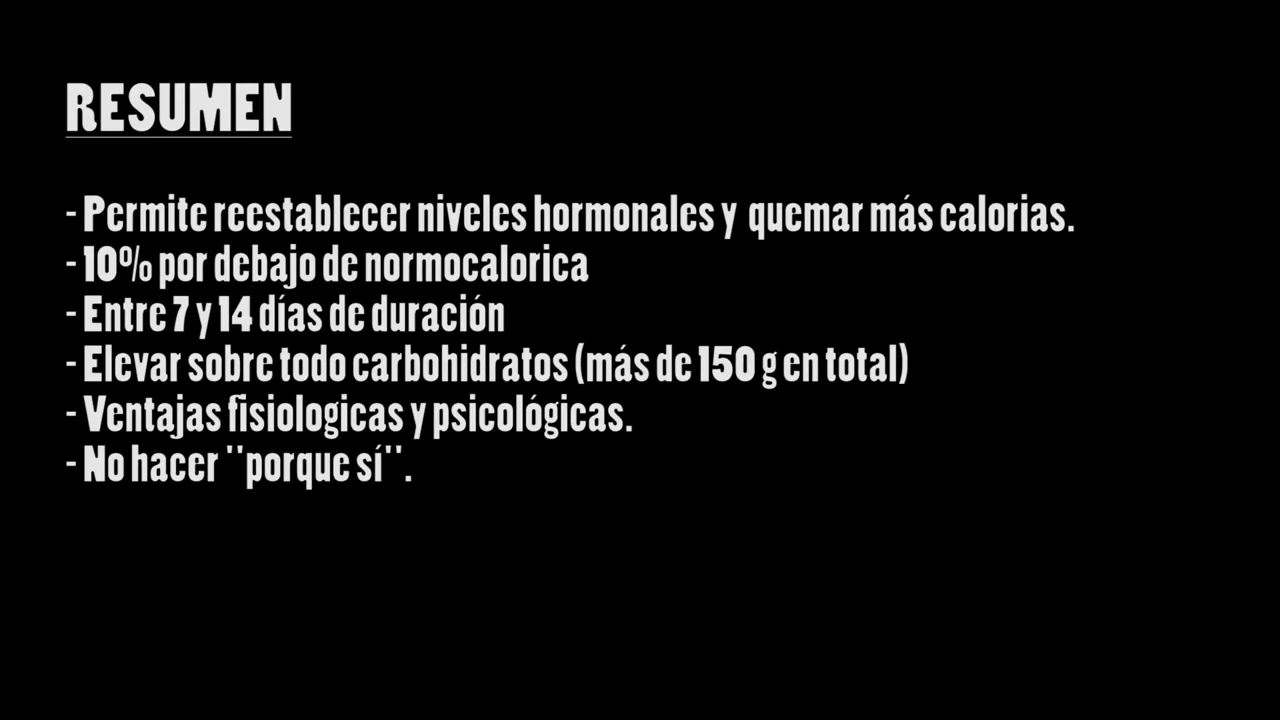 RESUMEN
- Permite reestablecer niveles hormonales y quemar más calorias.
- 10% por debajo de normocalorica
- Entre 7 y 14 días de duración
- Elevar sobre todo carbohidratos (más de 150 g en total)
- Ventajas fisiologicas y psicológicas.
- No hacer "porque sí".